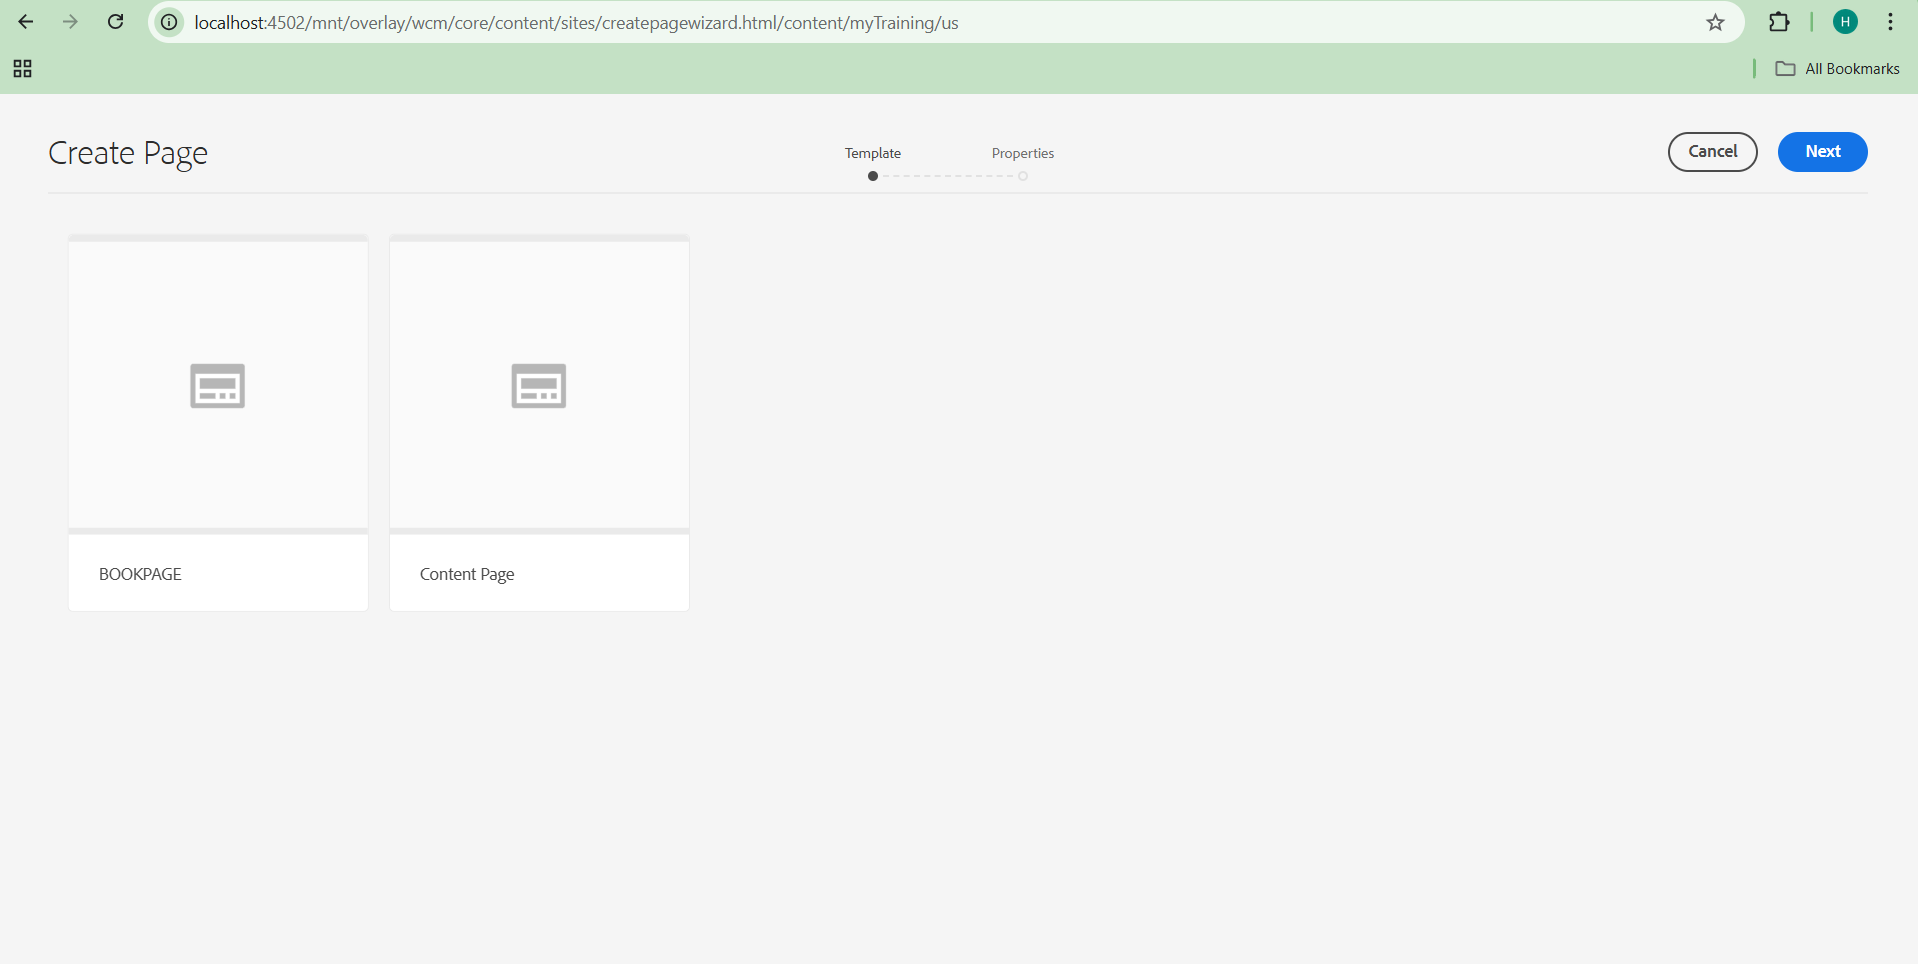 localhost:4502/mnt/overlay/wcm/core/content/sites/createpagewizard.html/content/myTraining/us
H
All Bookmarks
Create Page
Template
Properties
Cancel
Next
BOOKPAGE
Content Page